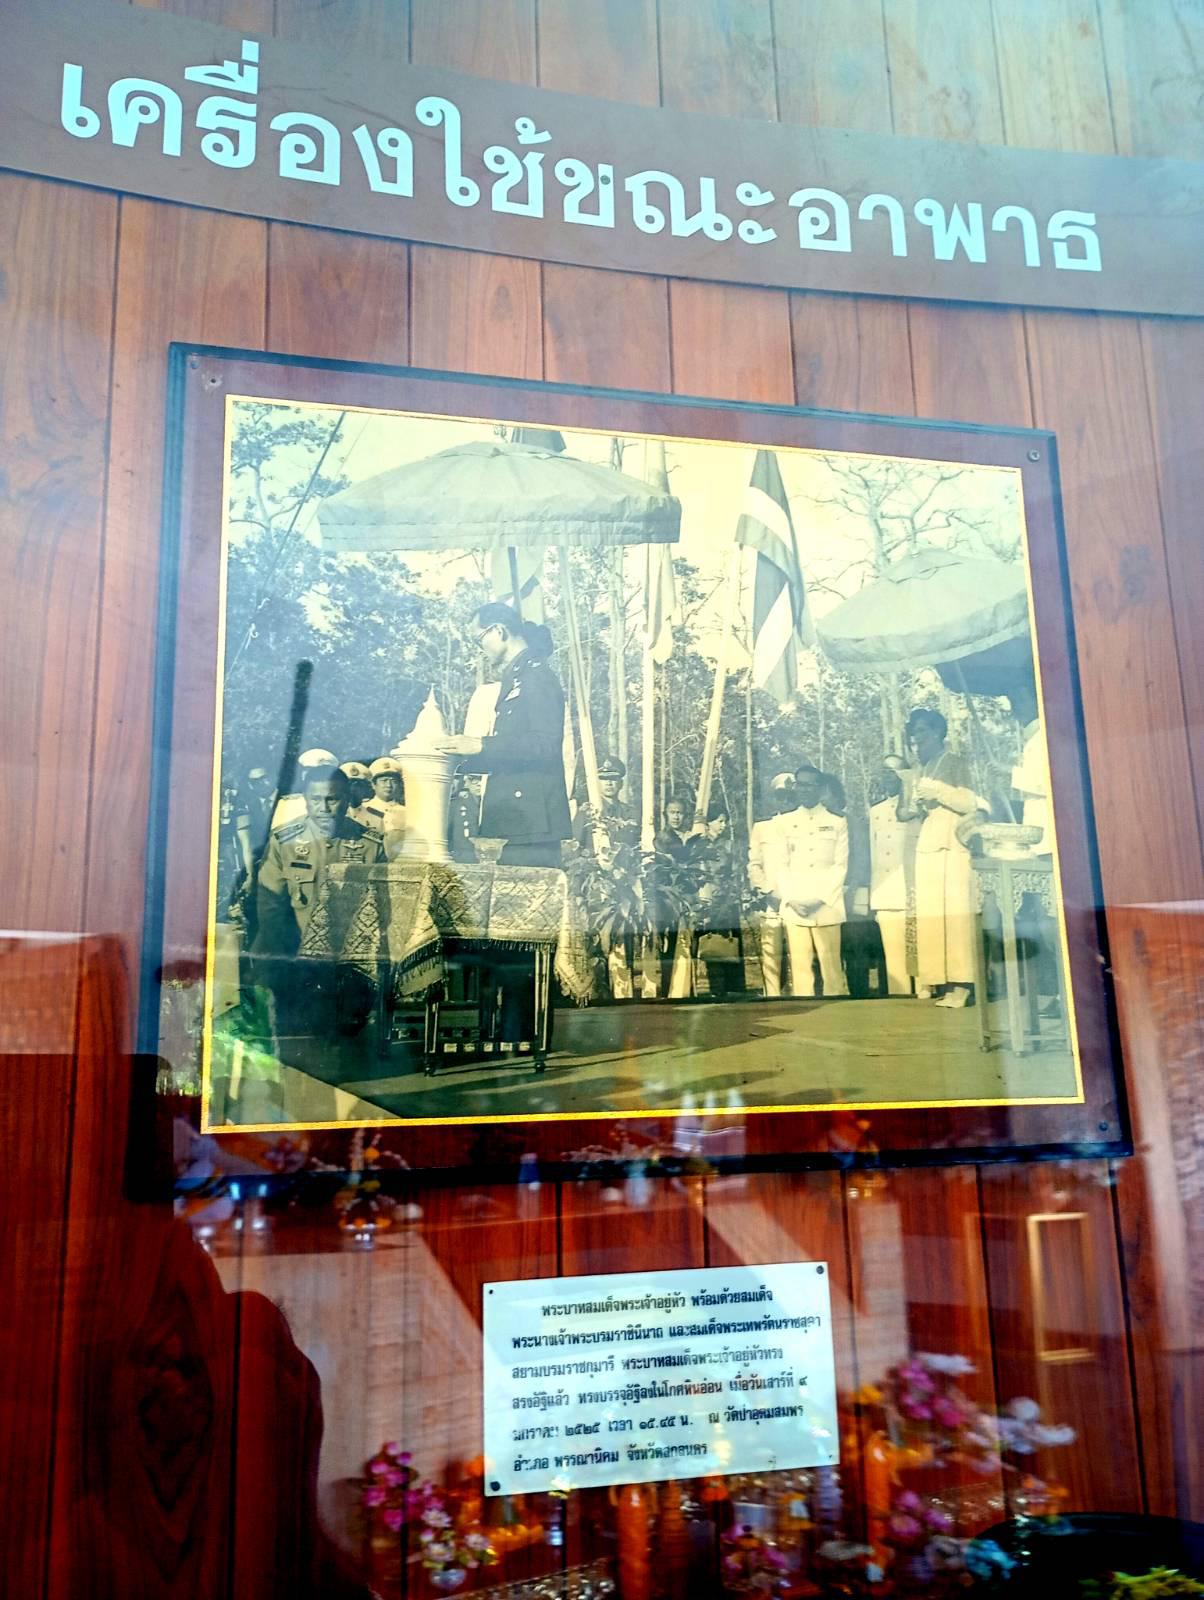 เครื่องใช้ขณะอาพาธ
พระบาทสมเด็จพระเจ้าอยู่หัว พร้อมด้วยสมเด็จ
พระนางเจ้าพระบรมราชินีนาถ และสมเด็จพระเทพรัตนราชสุดา
สยามบรมราชกุมารี พระบาทสมเด็จพระเจ้าอยู่หัวทรง
สรงอัฐิแล้ว ทรงบรรจุอัฐิลงในโกศหินอ่อน เมื่อวันเสาร์ที่ ๙
มกราคม ๒๕๒๕ เวลา ๑๕.๔๕ น. ณ วัดป่าอุดมสมพร
อำเภอ พรรณานิคม จังหวัดสกลนคร